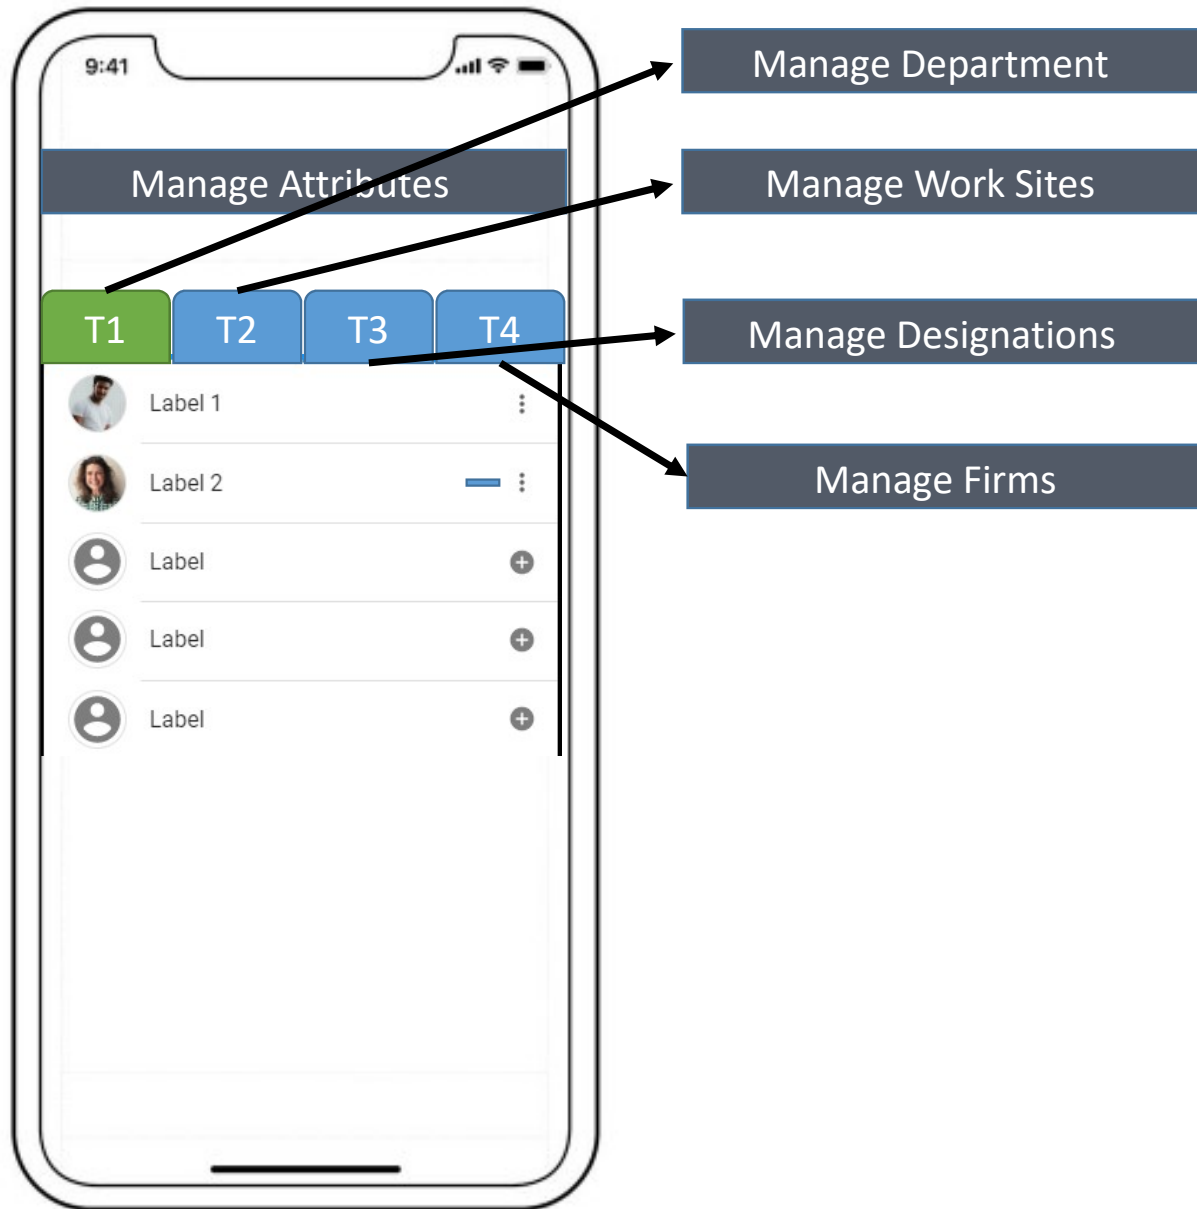 9:41
Manage Department
Manage Attributes
Manage Work Sites
T1 T2 T3 T4
Manage Designations
Label 1
Label 2
Manage Firms
Label
Label
Label